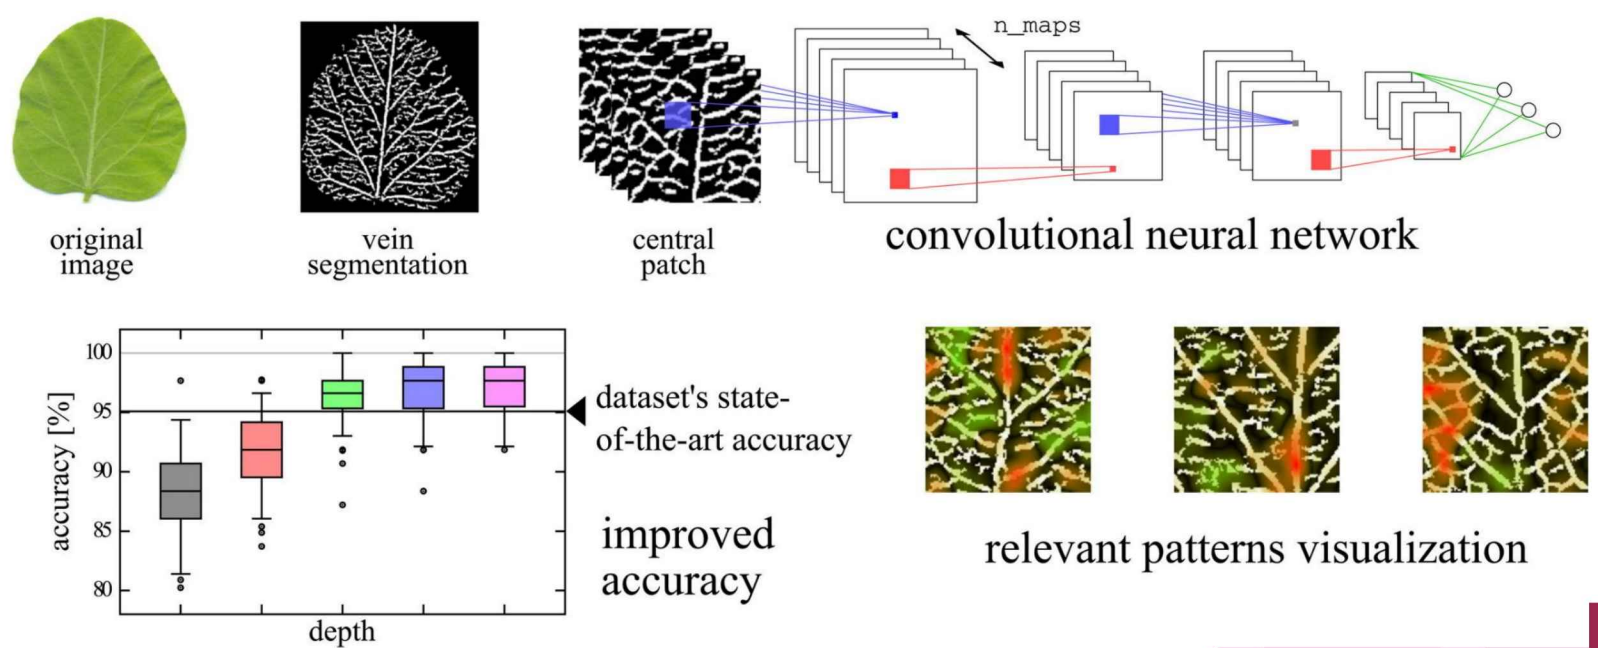 n_maps
original
image
vein
segmentation
central
patch
convolutional neural network
100
95
90
85
80
accuracy [%]
depth
dataset's state-
of-the-art accuracy
improved
accuracy
relevant patterns visualization